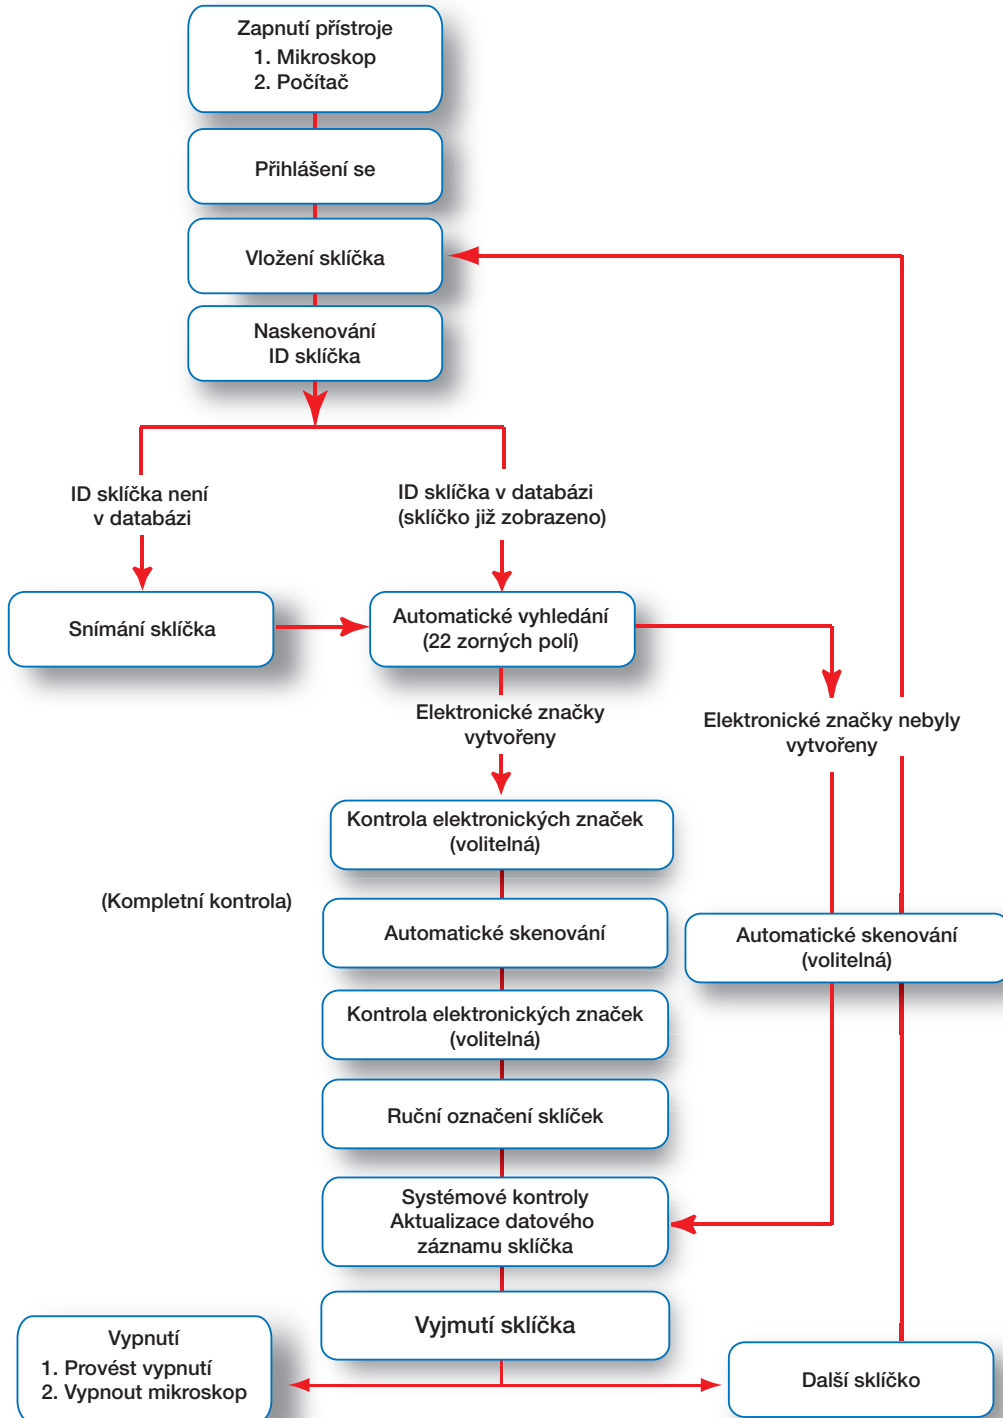 Zapnutí přístroje
1. Mikroskop
2. Počítač
Přihlášení se
Vložení sklíčka
Naskenování
ID sklíčka
ID sklíčka není
v databázi
ID sklíčka v databázi
(sklíčko již zobrazeno)
Snímání sklíčka
Automatické vyhledání
(22 zorných polí)
Elektronické značky
vytvořeny
Elektronické značky nebyly
vytvořeny
Kontrola elektronických značek
(volitelná)
(Kompletní kontrola)
Automatické skenování
Automatické skenování
(volitelná)
Kontrola elektronických značek
(volitelná)
Ruční označení sklíček
Systémové kontroly
Aktualizace datového
záznamu sklíčka
Vyjmutí sklíčka
Vypnutí
1. Provést vypnutí
2. Vypnout mikroskop
Další sklíčko